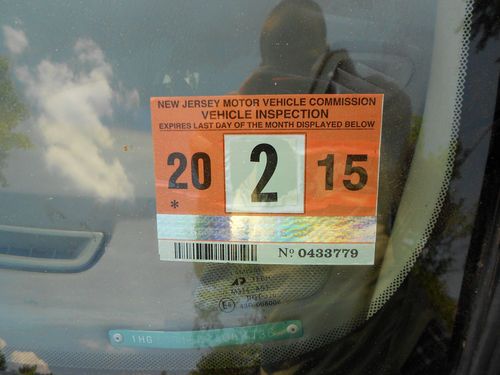 NEW JERSEY MOTOR VEHICLE COMMISSION
VEHICLE INSPECTION
EXPIRES LAST DAY OF THE MONTH DISPLAYED BELOW
20 2 15
*
Nº 0433779
1HG